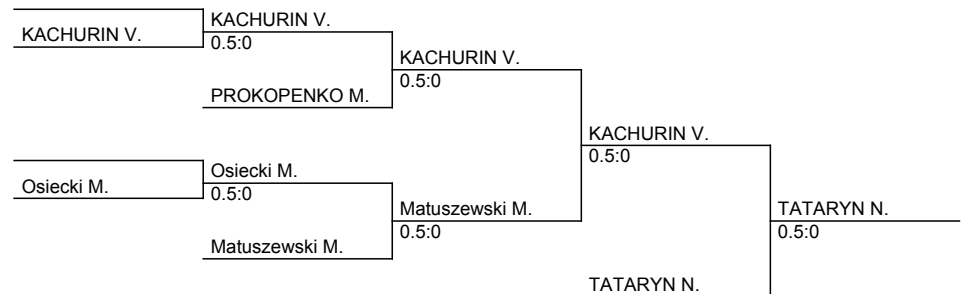 KACHURIN V.
KACHURIN V.
0.5:0
KACHURIN V.
0.5:0
PROKOPENKO M.
KACHURIN V.
0.5:0
Osiecki M.
Osiecki M.
0.5:0
Matuszewski M.
0.5:0
TATARYN N.
0.5:0
Matuszewski M.
TATARYN N.